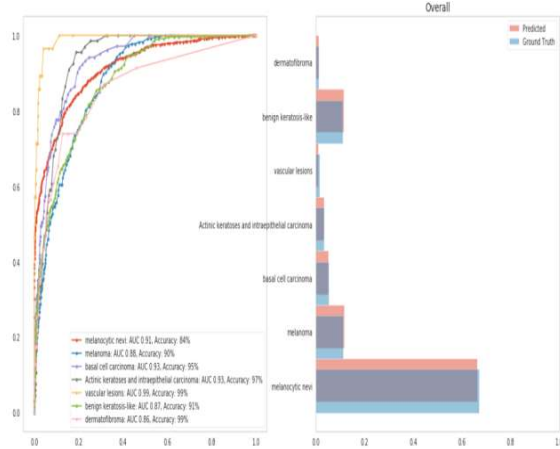 Overall
1.0
0.8
0.6
0.4
0.2
0.0
melanocytic nevi: AUC 0.91, Accuracy: 84%
melanoma: AUC 0.88, Accuracy: 90%
basal cell carcinoma: AUC 0.93, Accuracy: 95%
Actinic keratoses and intraepithelial carcinoma: AUC 0.93, Accuracy: 97%
vascular lesions: AUC 0.99, Accuracy: 99%
benign keratosis-like: AUC 0.87, Accuracy: 91%
dermatofibroma: AUC 0.86, Accuracy: 99%
0.0 0.2 0.4 0.6 0.8 1.0
Predicted
Ground Truth
dermatofibroma
benign keratosis-like
vascular lesions
Actinic keratoses and intraepithelial carcinoma
basal cell carcinoma
melanoma
melanocytic nevi
0.0 0.2 0.4 0.6 0.8 1.0